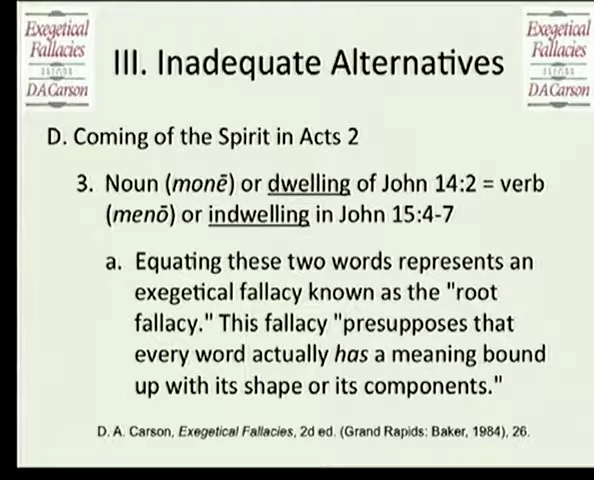 Exegetical
Fallacies
DACarson
III. Inadequate Alternatives
Exegetical
Fallacies
DACarson
D. Coming of the Spirit in Acts 2
3. Noun (monē) or dwelling of John 14:2 = verb
(menō) or indwelling in John 15:4-7
a. Equating these two words represents an
exegetical fallacy known as the "root
fallacy." This fallacy "presupposes that
every word actually has a meaning bound
up with its shape or its components."
D. A. Carson, Exegetical Fallacies, 2d ed. (Grand Rapids: Baker, 1984), 26.